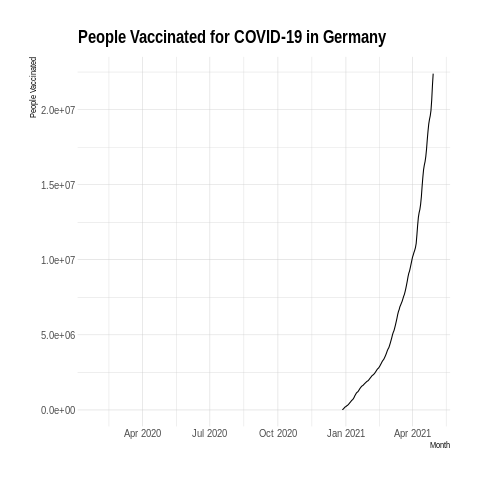 People Vaccinated for COVID-19 in Germany
People Vaccinated
2.0e+07
1.5e+07
1.0e+07
5.0e+06
0.0e+00
Apr 2020 Jul 2020 Oct 2020 Jan 2021 Apr 2021
Month